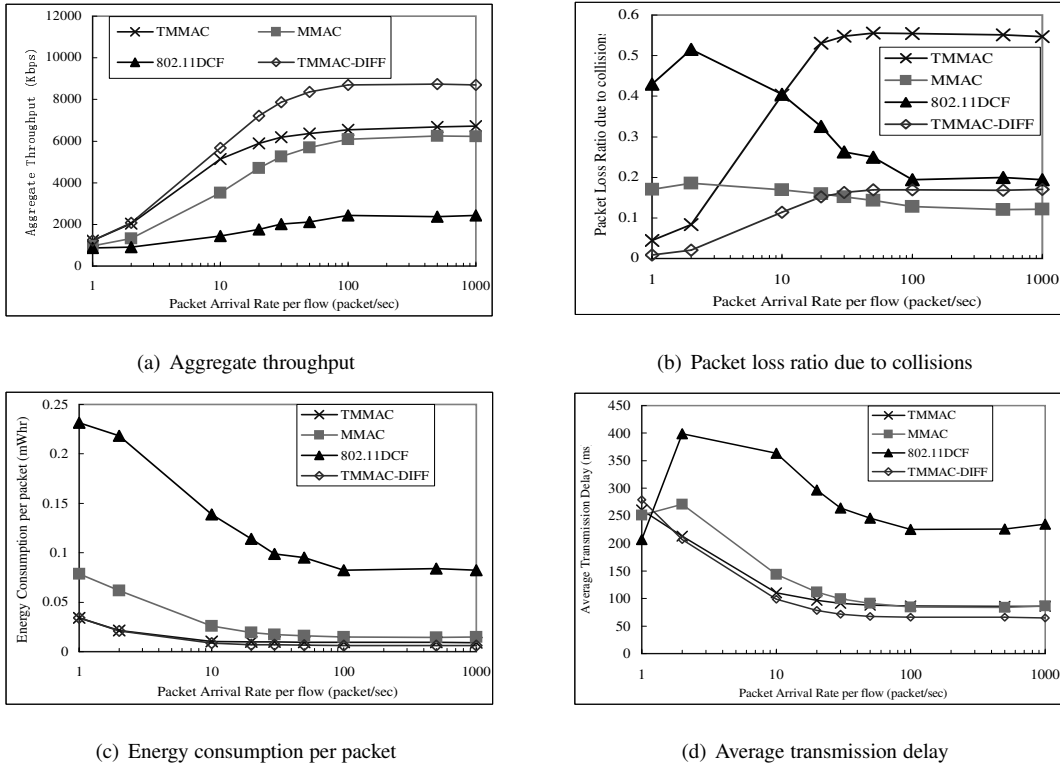 12000
10000
8000
6000
4000
2000
0
Aggregate Throughput (kbps)
TMMAC
MMAC
802.11DCF
TMMAC-DIFF
1
10
100
1000
Packet Arrival Rate per flow (packet/sec)
(a) Aggregate throughput
0.6
0.5
0.4
0.3
0.2
0.1
0
Packet Loss Ratio due to collision:
TMMAC
MMAC
802.11DCF
TMMAC-DIFF
1
10
100
1000
Packet Arrival Rate per flow (packet/sec)
(b) Packet loss ratio due to collisions
0.25
0.2
0.15
0.1
0.05
0
Energy Consumption per packet (mWhr)
TMMAC
MMAC
802.11DCF
TMMAC-DIFF
1
10
100
1000
Packet Arrival Rate per flow (packet/sec)
(c) Energy consumption per packet
450
400
350
300
250
200
150
100
50
0
Average Transmission Delay (ms
TMMAC
MMAC
802.11DCF
TMMAC-DIFF
1
10
100
1000
Packet Arrival Rate per flow (packet/sec)
(d) Average transmission delay